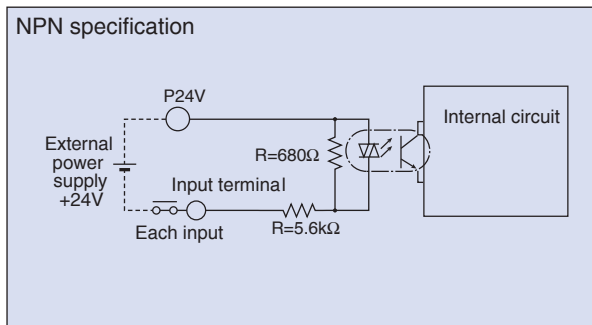 NPN specification
P24V
Internal circuit
External
power
supply
+24V
R=680Ω
Input terminal
Each input
R=5.6kΩ